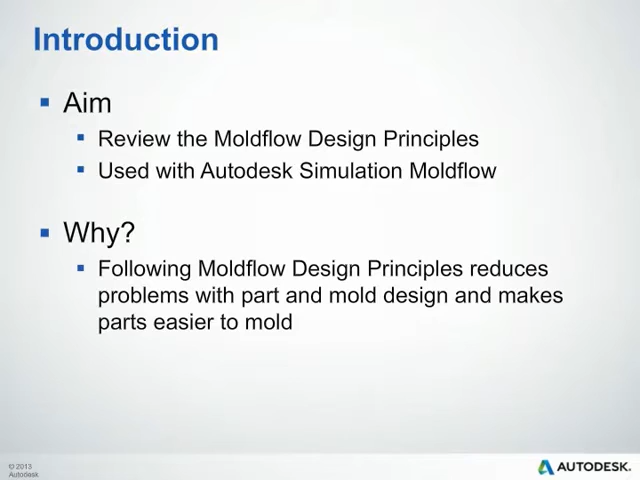 Introduction
Aim
Review the Moldflow Design Principles
Used with Autodesk Simulation Moldflow
Why?
Following Moldflow Design Principles reduces
problems with part and mold design and makes
parts easier to mold
© 2013
Autodesk
AUTODESK.